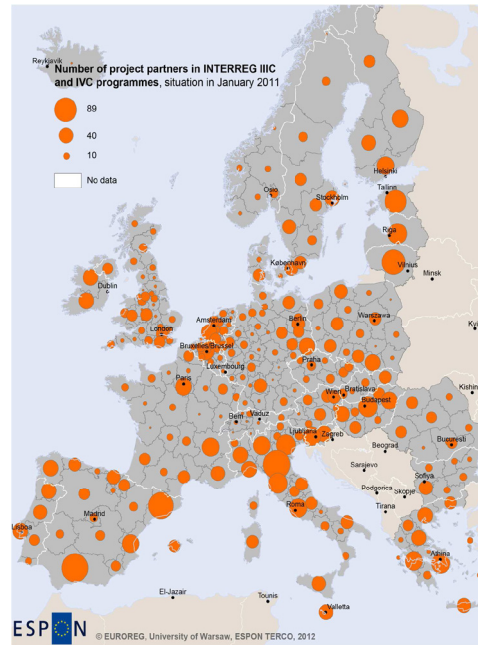 Reykjavik
Number of project partners in INTERREG IIIC
and IVC programmes, situation in January 2011
89
40
10
No data
Helsinki
Oslo
Tallinn
Stockholm
Riga
København
Vilnius
Minsk
Dublin
Amsterdam
Berlin
Warszawa
London
Bruxelles/Brussel
Kyi
Praha
Luxembourg
Paris
Wien
Bratislava
Kishin
Budapest
Bern
Vaduz
Ljubljana
Zagreb
Bucuresti
Beograd
Sarajevo
Sofiya
Podgorica
Skopje
Roma
Tirana
Madrid
Lisboa
Athina
El-Jazair
Tounis
Valletta
ESPON
© EUROREG, University of Warsaw, ESPON TERCO, 2012